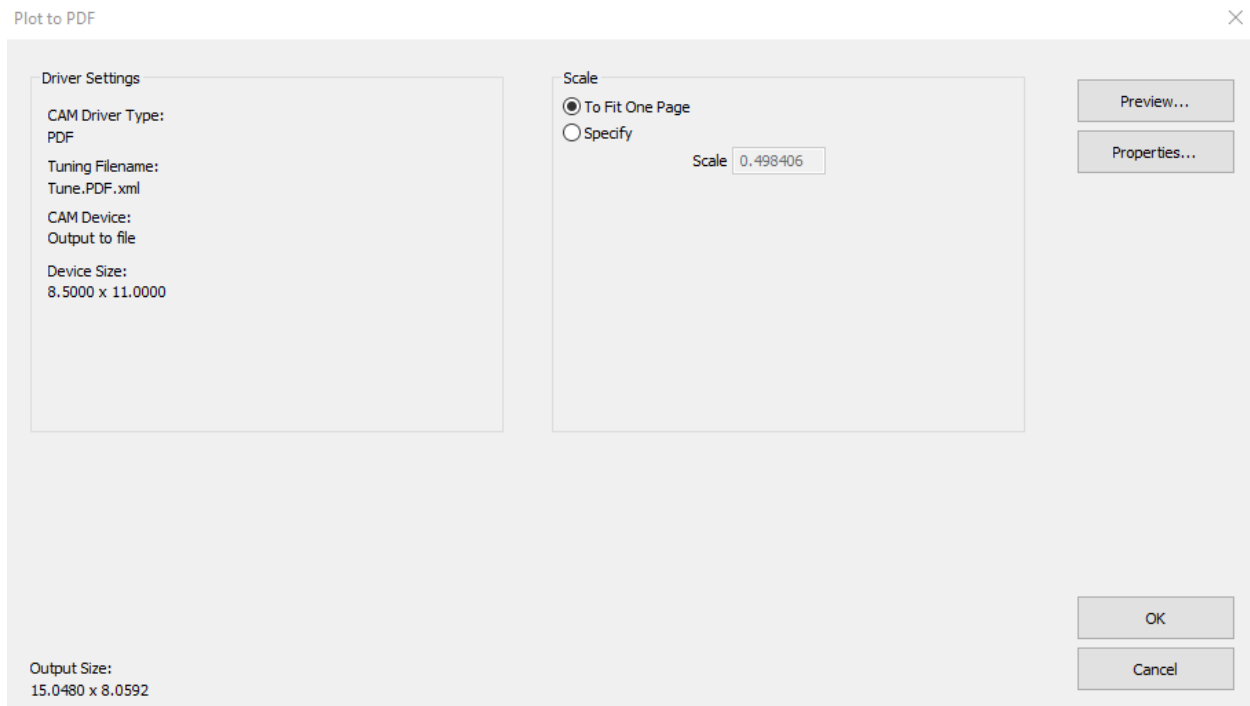 Plot to PDF
Driver Settings
CAM Driver Type:
PDF
Tuning Filename:
Tune.PDF.xml
CAM Device:
Output to file
Device Size:
8.5000 x 11.0000
Scale
To Fit One Page
Specify
Scale 0.498406
Preview...
Properties...
OK
Cancel
Output Size:
15.0480 x 8.0592